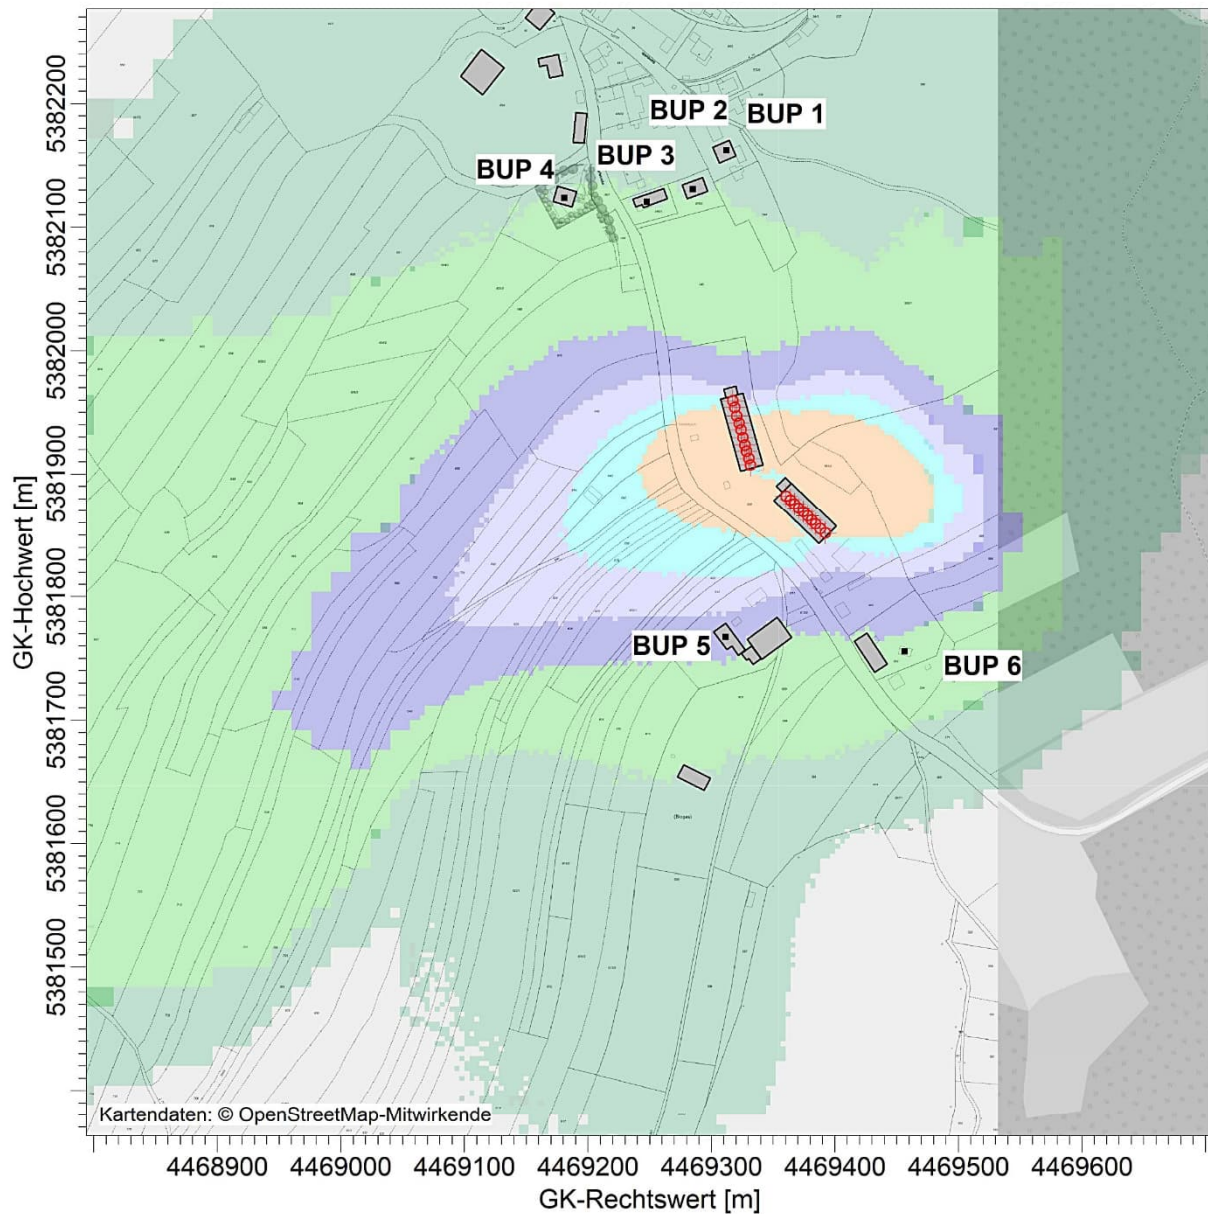 BUP 2
BUP 1
BUP 3
BUP 4
BUP 5
BUP 6
Kartendaten: © OpenStreetMap-Mitwirkende
GK-Hochwert [m]
5382200
5382100
5382000
5381900
5381800
5381700
5381600
5381500
4468900 4469000 4469100 4469200 4469300 4469400 4469500 4469600
GK-Rechtswert [m]